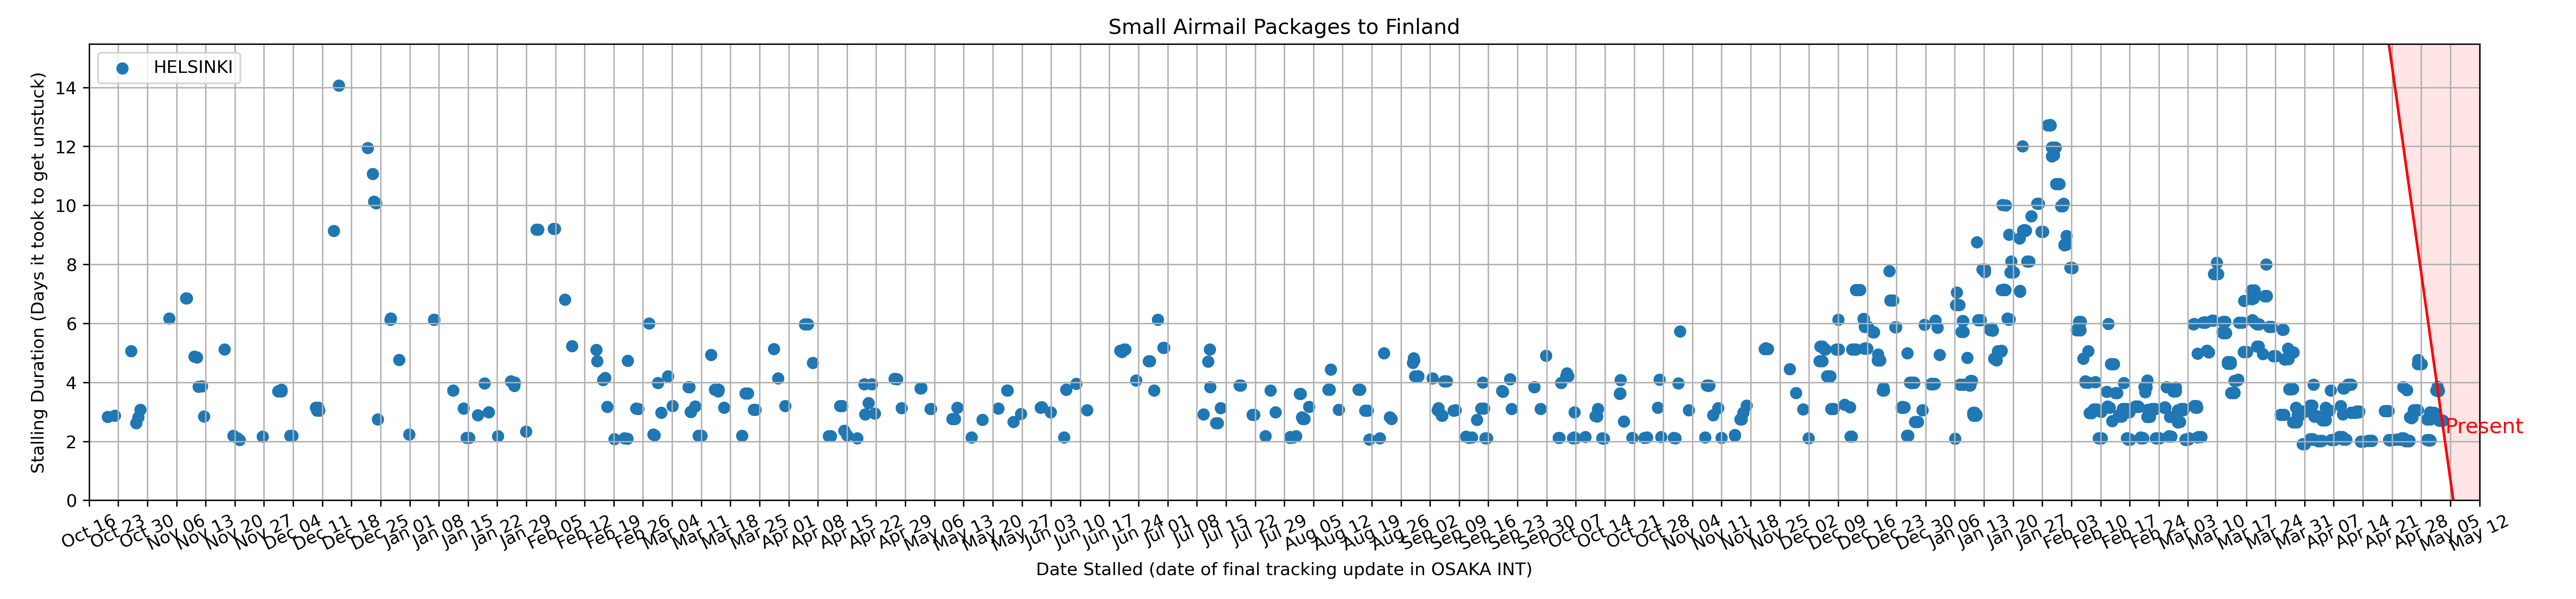 Small Airmail Packages to Finland
HELSINKI
Stalling Duration (Days it took to get unstuck)
14
12
10
8
6
4
2
0
Present
Oct 16
Oct 23
Oct 30
Nov 06
Nov 13
Nov 20
Nov 27
Dec 04
Dec 11
Dec 18
Dec 25
Jan 01
Jan 08
Jan 15
Jan 22
Jan 29
Feb 05
Feb 12
Feb 19
Feb 26
Mar 04
Mar 11
Mar 18
Mar 25
Apr 01
Apr 08
Apr 15
Apr 22
Apr 29
May 06
May 13
May 20
May 27
Jun 03
Jun 10
Jun 17
Jun 24
Jul 01
Jul 08
Jul 15
Jul 22
Jul 29
Aug 05
Aug 12
Aug 19
Aug 26
Sep 02
Sep 09
Sep 16
Sep 23
Sep 30
Oct 07
Oct 14
Oct 21
Oct 28
Nov 04
Nov 11
Nov 18
Nov 25
Dec 02
Dec 09
Dec 16
Dec 23
Dec 30
Jan 06
Jan 13
Jan 20
Jan 27
Feb 03
Feb 10
Feb 17
Feb 24
Mar 03
Mar 10
Mar 17
Mar 24
Mar 31
Apr 07
Apr 14
Apr 21
Apr 28
May 05
May 12
Date Stalled (date of final tracking update in OSAKA INT)